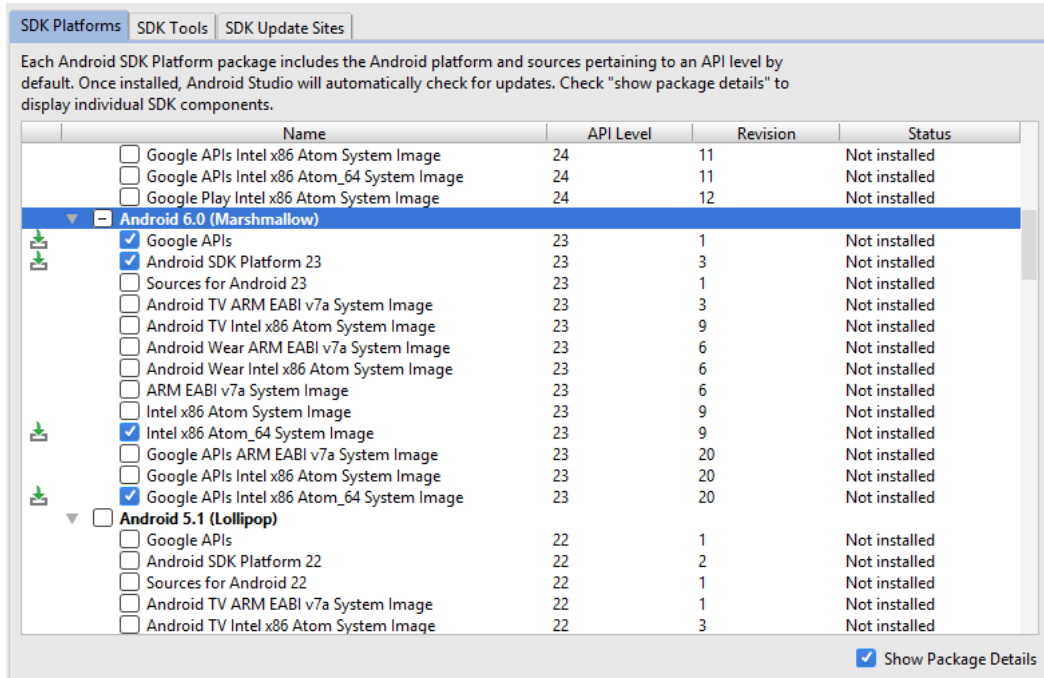 SDK Platforms SDK Tools SDK Update Sites
Each Android SDK Platform package includes the Android platform and sources pertaining to an API level by
default. Once installed, Android Studio will automatically check for updates. Check "show package details" to
display individual SDK components.
Name API Level Revision Status
Google APIs Intel x86 Atom System Image 24 11 Not installed
Google APIs Intel x86 Atom_64 System Image 24 11 Not installed
Google Play Intel x86 Atom System Image 24 12 Not installed
Android 6.0 (Marshmallow)
Google APIs 23 1 Not installed
Android SDK Platform 23 23 3 Not installed
Sources for Android 23 23 1 Not installed
Android TV ARM EABI v7a System Image 23 3 Not installed
Android TV Intel x86 Atom System Image 23 9 Not installed
Android Wear ARM EABI v7a System Image 23 6 Not installed
Android Wear Intel x86 Atom System Image 23 6 Not installed
ARM EABI v7a System Image 23 6 Not installed
Intel x86 Atom System Image 23 9 Not installed
Intel x86 Atom_64 System Image 23 9 Not installed
Google APIs ARM EABI v7a System Image 23 20 Not installed
Google APIs Intel x86 Atom System Image 23 20 Not installed
Google APIs Intel x86 Atom_64 System Image 23 20 Not installed
Android 5.1 (Lollipop)
Google APIs 22 1 Not installed
Android SDK Platform 22 22 2 Not installed
Sources for Android 22 22 1 Not installed
Android TV ARM EABI v7a System Image 22 1 Not installed
Android TV Intel x86 Atom System Image 22 3 Not installed
Show Package Details